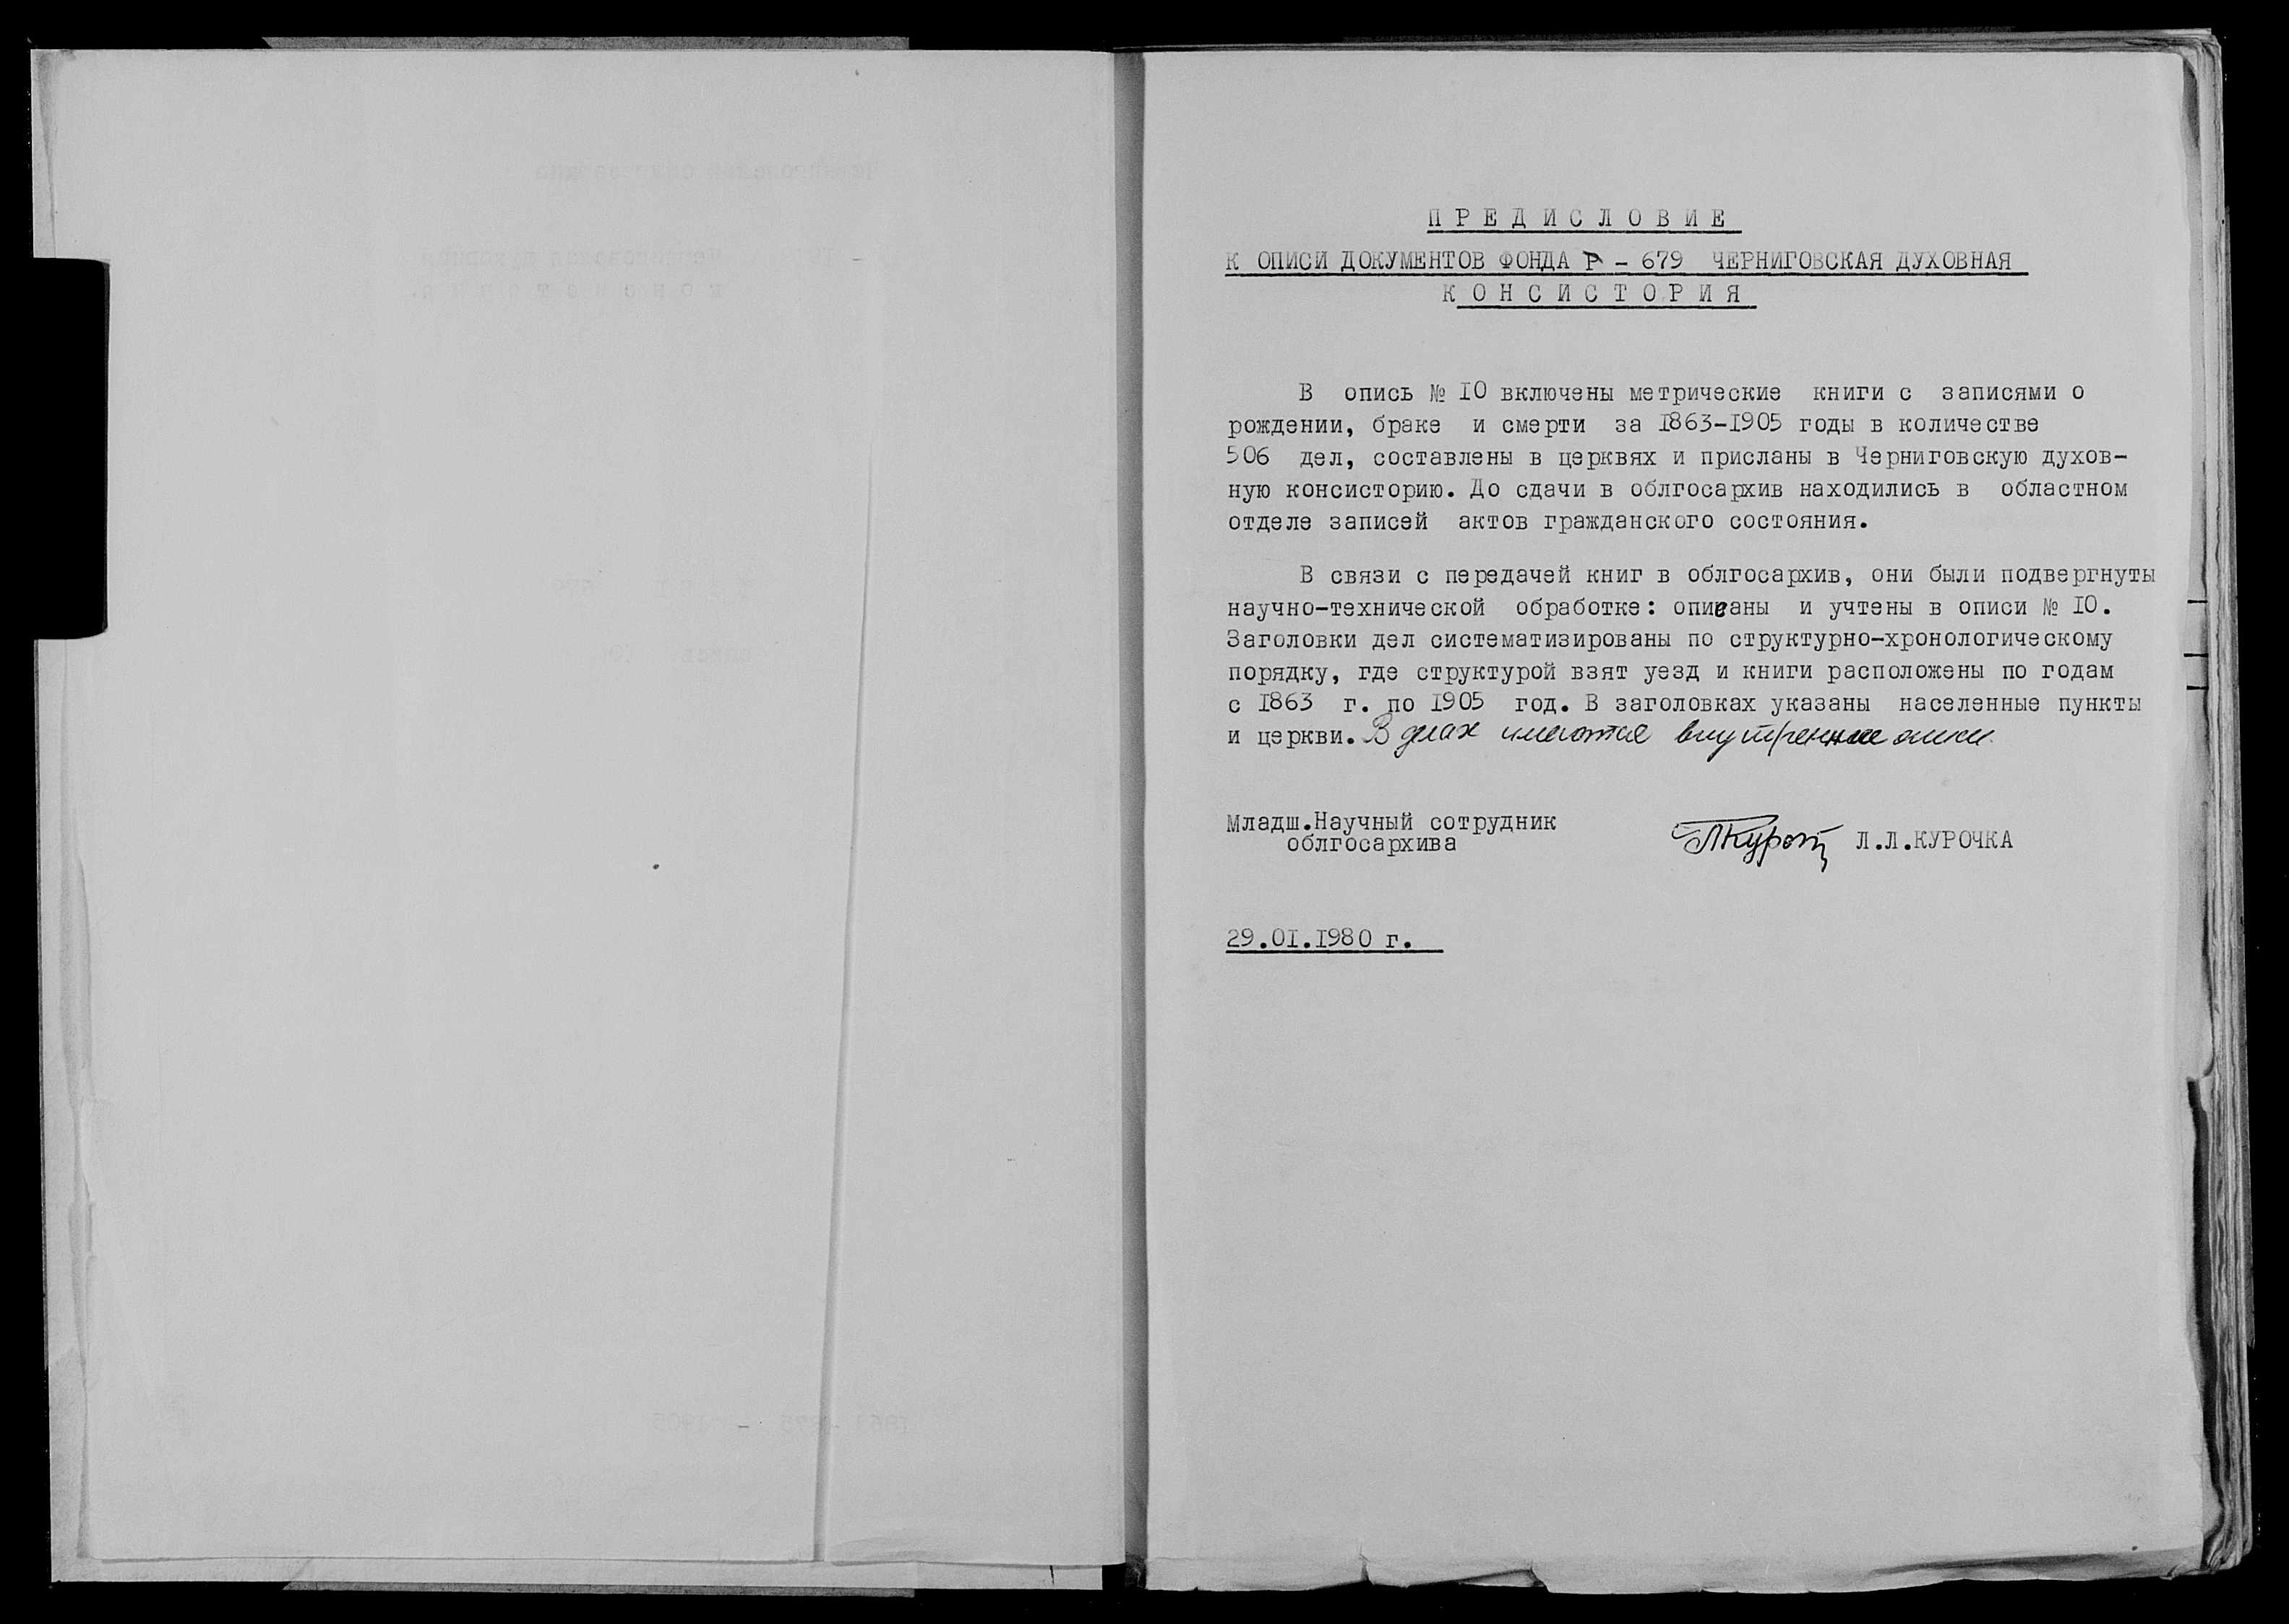 ПРЕДИСЛОВИЕ
К ОПИСИ ДОКУМЕНТОВ ФОНДА Р - 679 ЧЕРНИГОВСКАЯ ДУХОВНАЯ
КОНСИСТОРИЯ
В опись № 10 включены метрические книги с записями о
рождении, браке и смерти за 1863-1905 годы в количестве
506 дел, составлены в церквях и присланы в Черниговскую духов-
ную консисторию. До сдачи в облгосархив находились в областном
отделе записей актов гражданского состояния.
В связи с передачей книг в облгосархив, они были подвергнуты
научно-технической обработке: описаны и учтены в описи № 10.
Заголовки дел систематизированы по структурно-хронологическому
порядку, где структурой взят уезд и книги расположены по годам
с 1863 г. по 1905 год. В заголовках указаны населенные пункты
и церкви. В делах имеются внутренние описи.
Младш.Научный сотрудник
облгосархива
Л.Л.КУРОЧКА
29.01.1980 г.